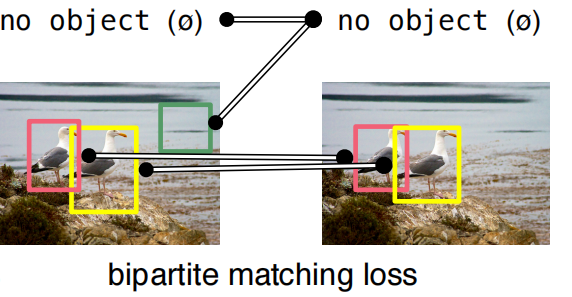 no object (ø) no object (ø)
bipartite matching loss